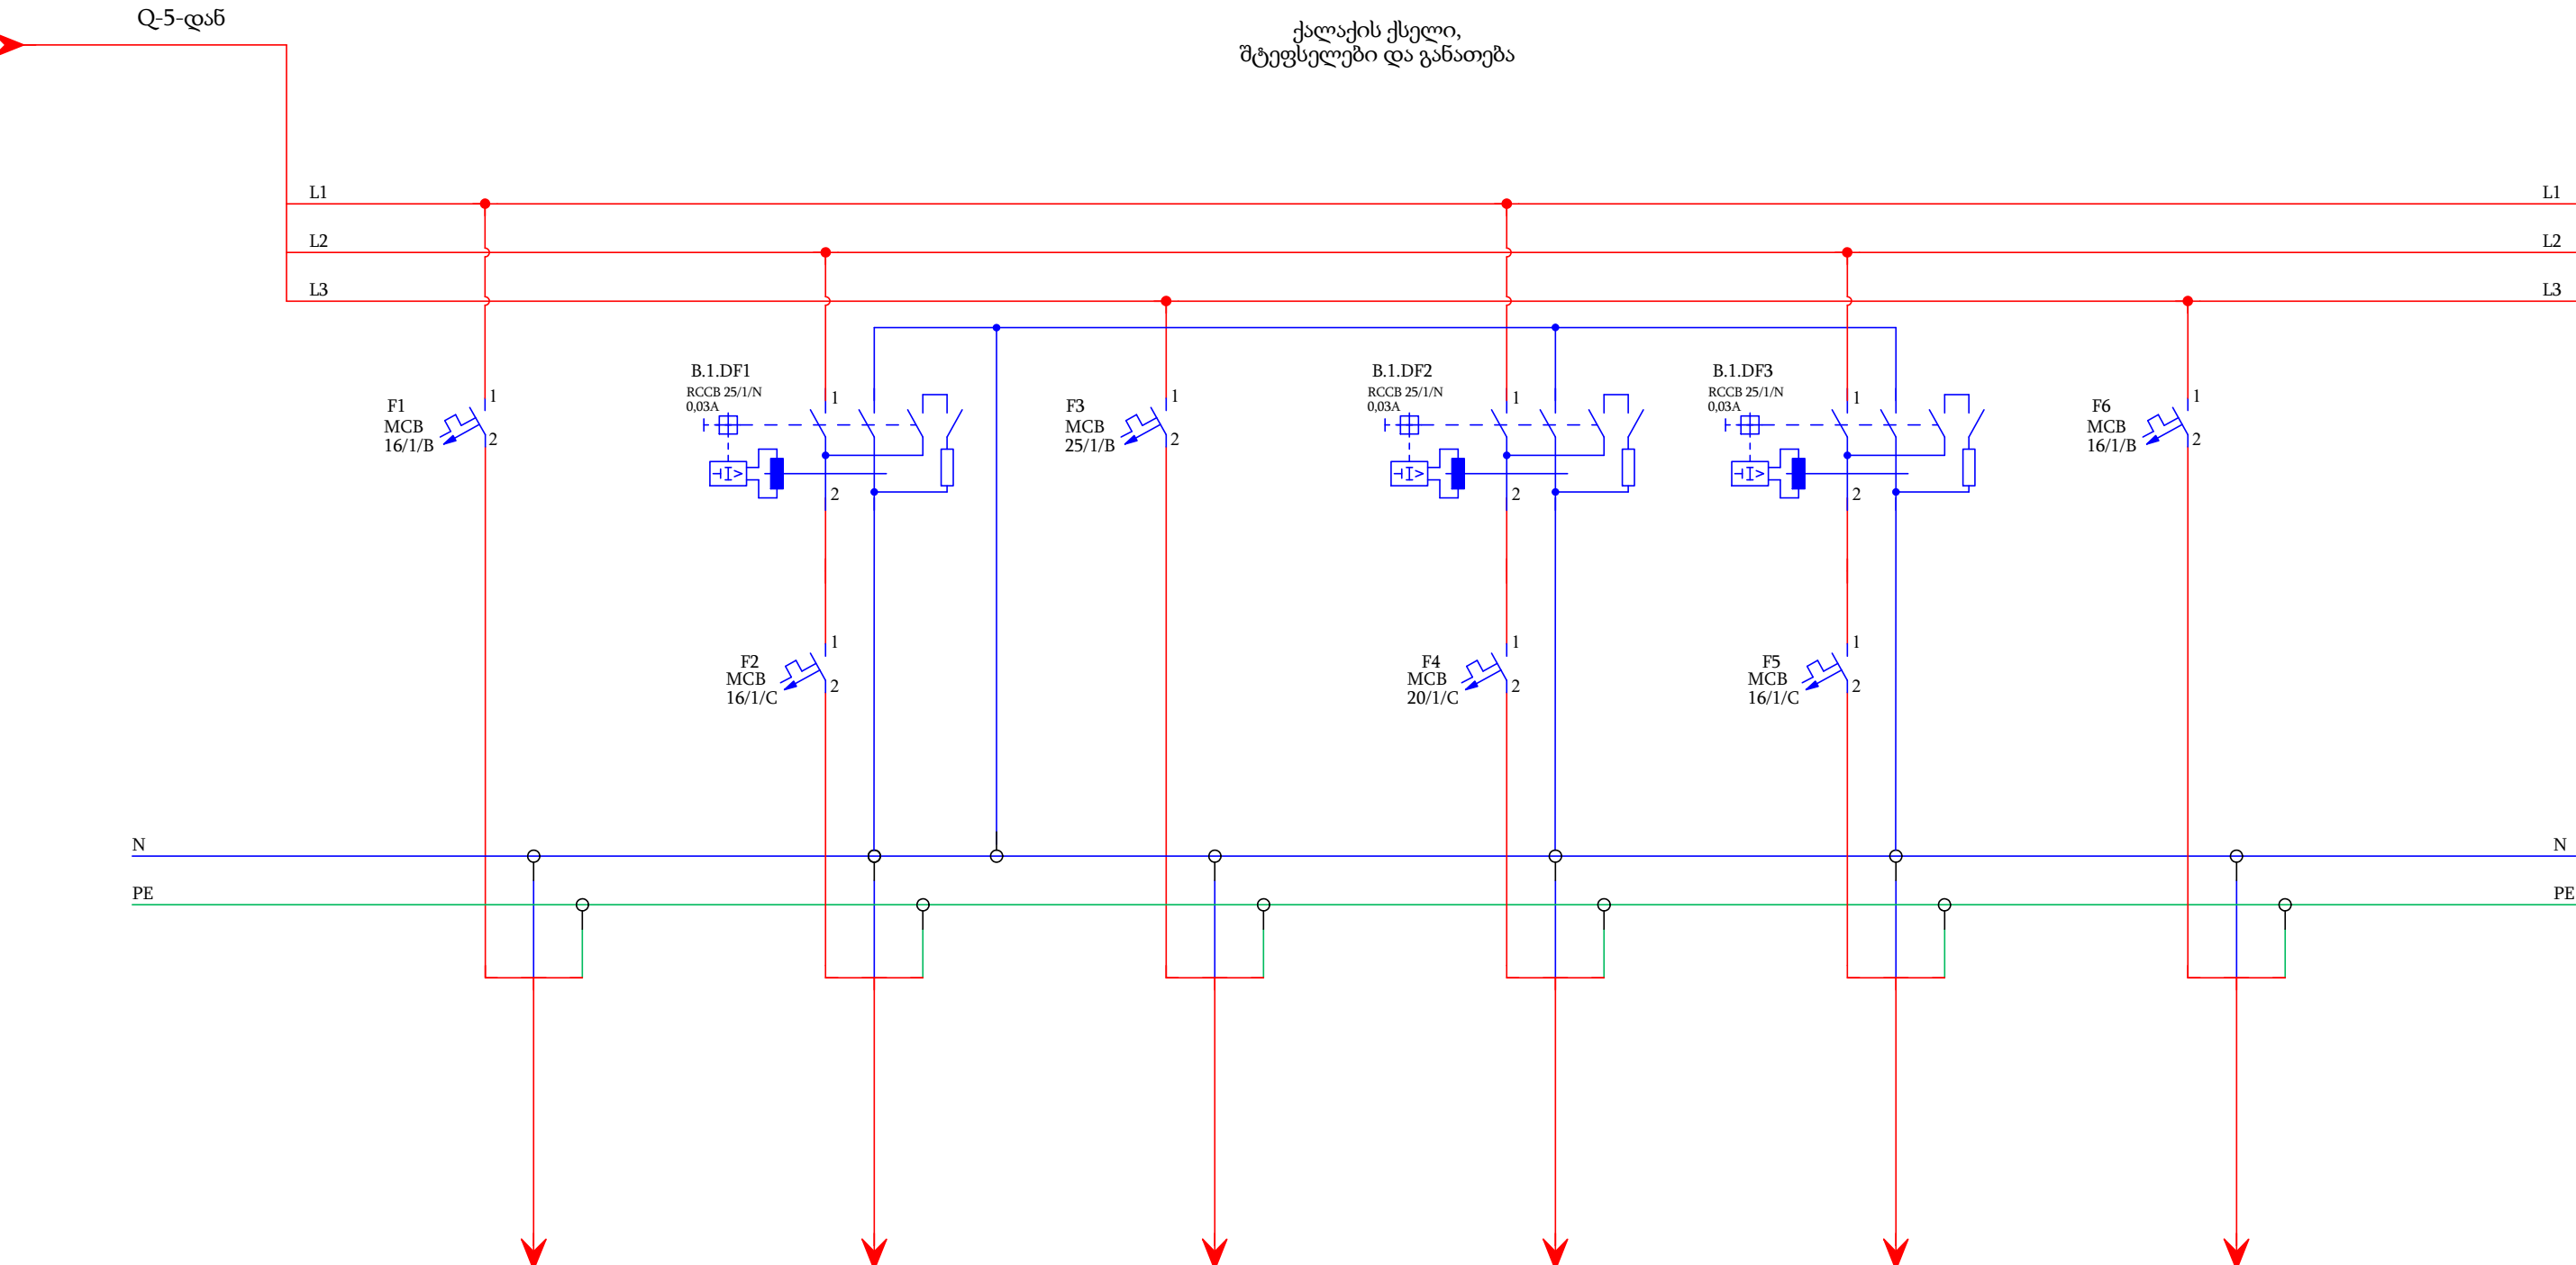 Q-5-დან
ქალაქის ქსელი,
შტეფსელები და განათება
L1
L1
L2
L2
L3
L3
F1
MCB
16/1/B
1
2
B.1.DF1
RCCB 25/1/N
0,03A
1
2
I>
F3
MCB
25/1/B
1
2
B.1.DF2
RCCB 25/1/N
0,03A
1
2
I>
B.1.DF3
RCCB 25/1/N
0,03A
1
2
I>
F6
MCB
16/1/B
1
2
F2
MCB
16/1/C
1
2
F4
MCB
20/1/C
1
2
F5
MCB
16/1/C
1
2
N
N
PE
PE